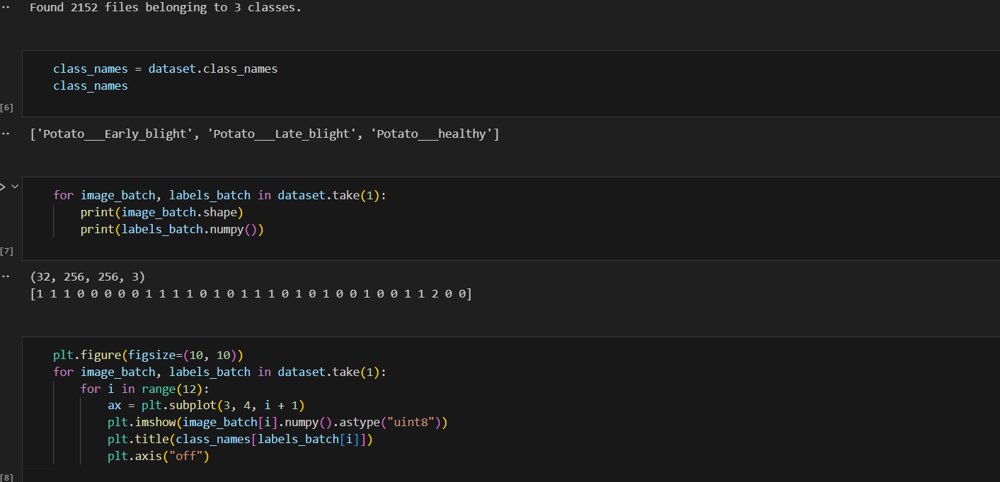 Found 2152 files belonging to 3 classes.
class_names = dataset.class_names
class_names
[6]
['Potato___Early_blight', 'Potato___Late_blight', 'Potato___healthy']
for image_batch, labels_batch in dataset.take(1):
    print(image_batch.shape)
    print(labels_batch.numpy())
[7]
(32, 256, 256, 3)
[1 1 1 0 0 0 0 0 1 1 1 1 0 1 0 1 1 1 0 1 0 1 0 0 1 0 0 1 1 2 0 0]
plt.figure(figsize=(10, 10))
for image_batch, labels_batch in dataset.take(1):
    for i in range(12):
        ax = plt.subplot(3, 4, i + 1)
        plt.imshow(image_batch[i].numpy().astype("uint8"))
        plt.title(class_names[labels_batch[i]])
        plt.axis("off")
[8]